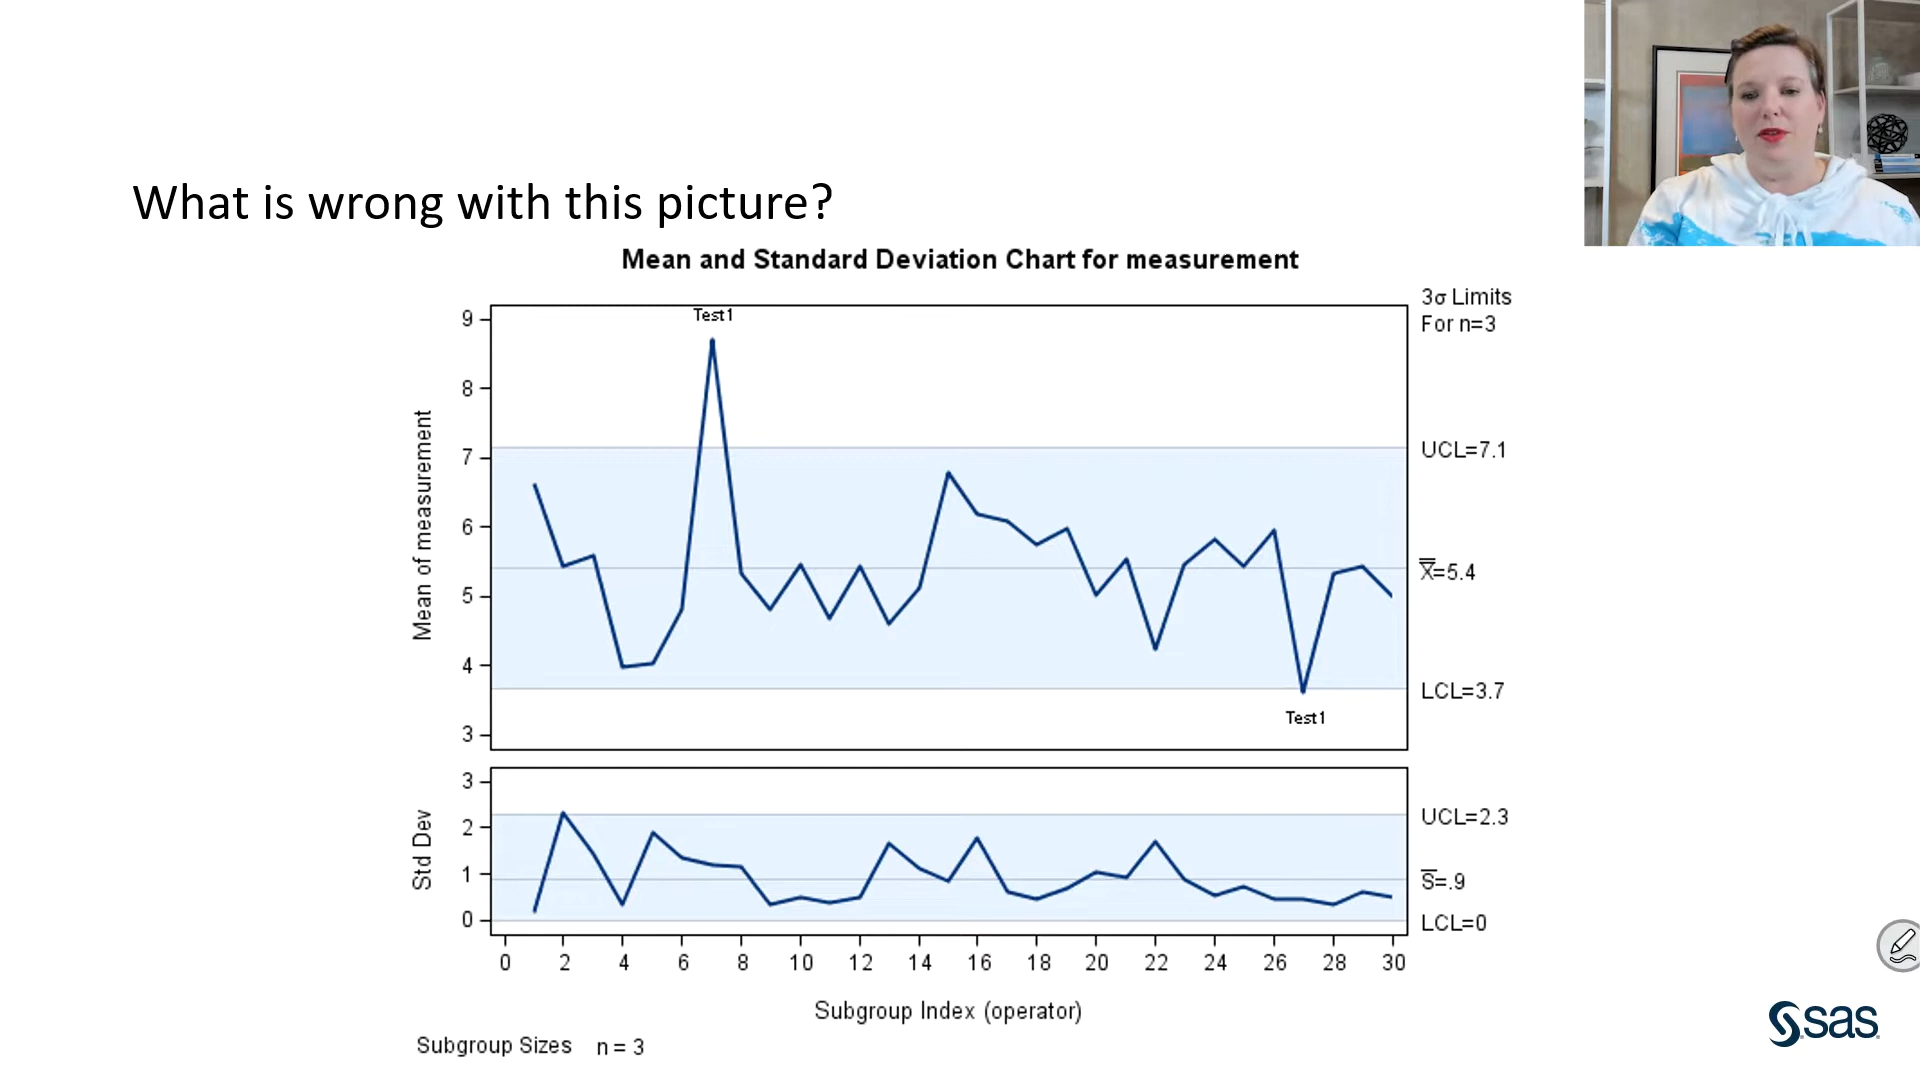 What is wrong with this picture?
Mean and Standard Deviation Chart for measurement
3σ Limits
For n=3
Test1
9
8
7
6
5
4
3
Mean of measurement
UCL=7.1
X̿=5.4
LCL=3.7
Test1
3
2
1
0
Std Dev
UCL=2.3
S̅=.9
LCL=0
0 2 4 6 8 10 12 14 16 18 20 22 24 26 28 30
Subgroup Index (operator)
Subgroup Sizes n = 3
sas